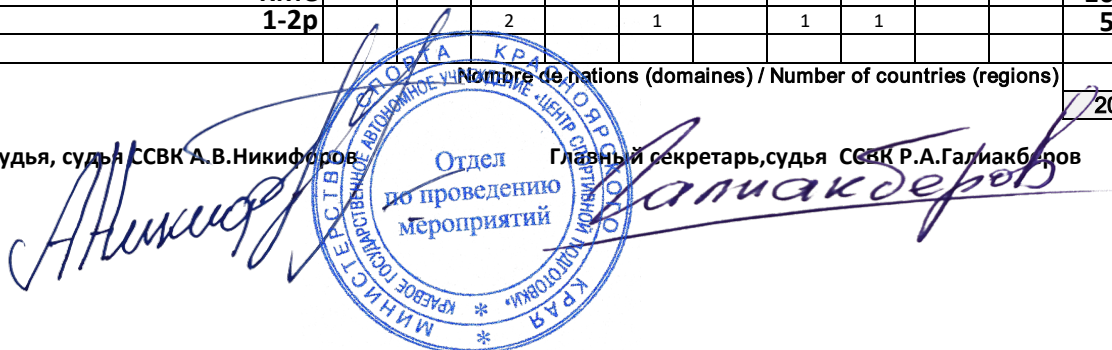 1-2р 2 1 1 1 5
Nombre de nations (domaines) / Number of countries (regions)
20
удья, судья ССВК А.В.Никифоров Главный секретарь,судья ССВК Р.А.Галиакберов
МИНИСТЕРСТВО СПОРТА КРАСНОЯРСКОГО КРАЯ
КРАЕВОЕ ГОСУДАРСТВЕННОЕ АВТОНОМНОЕ УЧРЕЖДЕНИЕ «ЦЕНТР СПОРТИВНОЙ ПОДГОТОВКИ»
Отдел
по проведению
мероприятий
АНикиф
Галиакберов